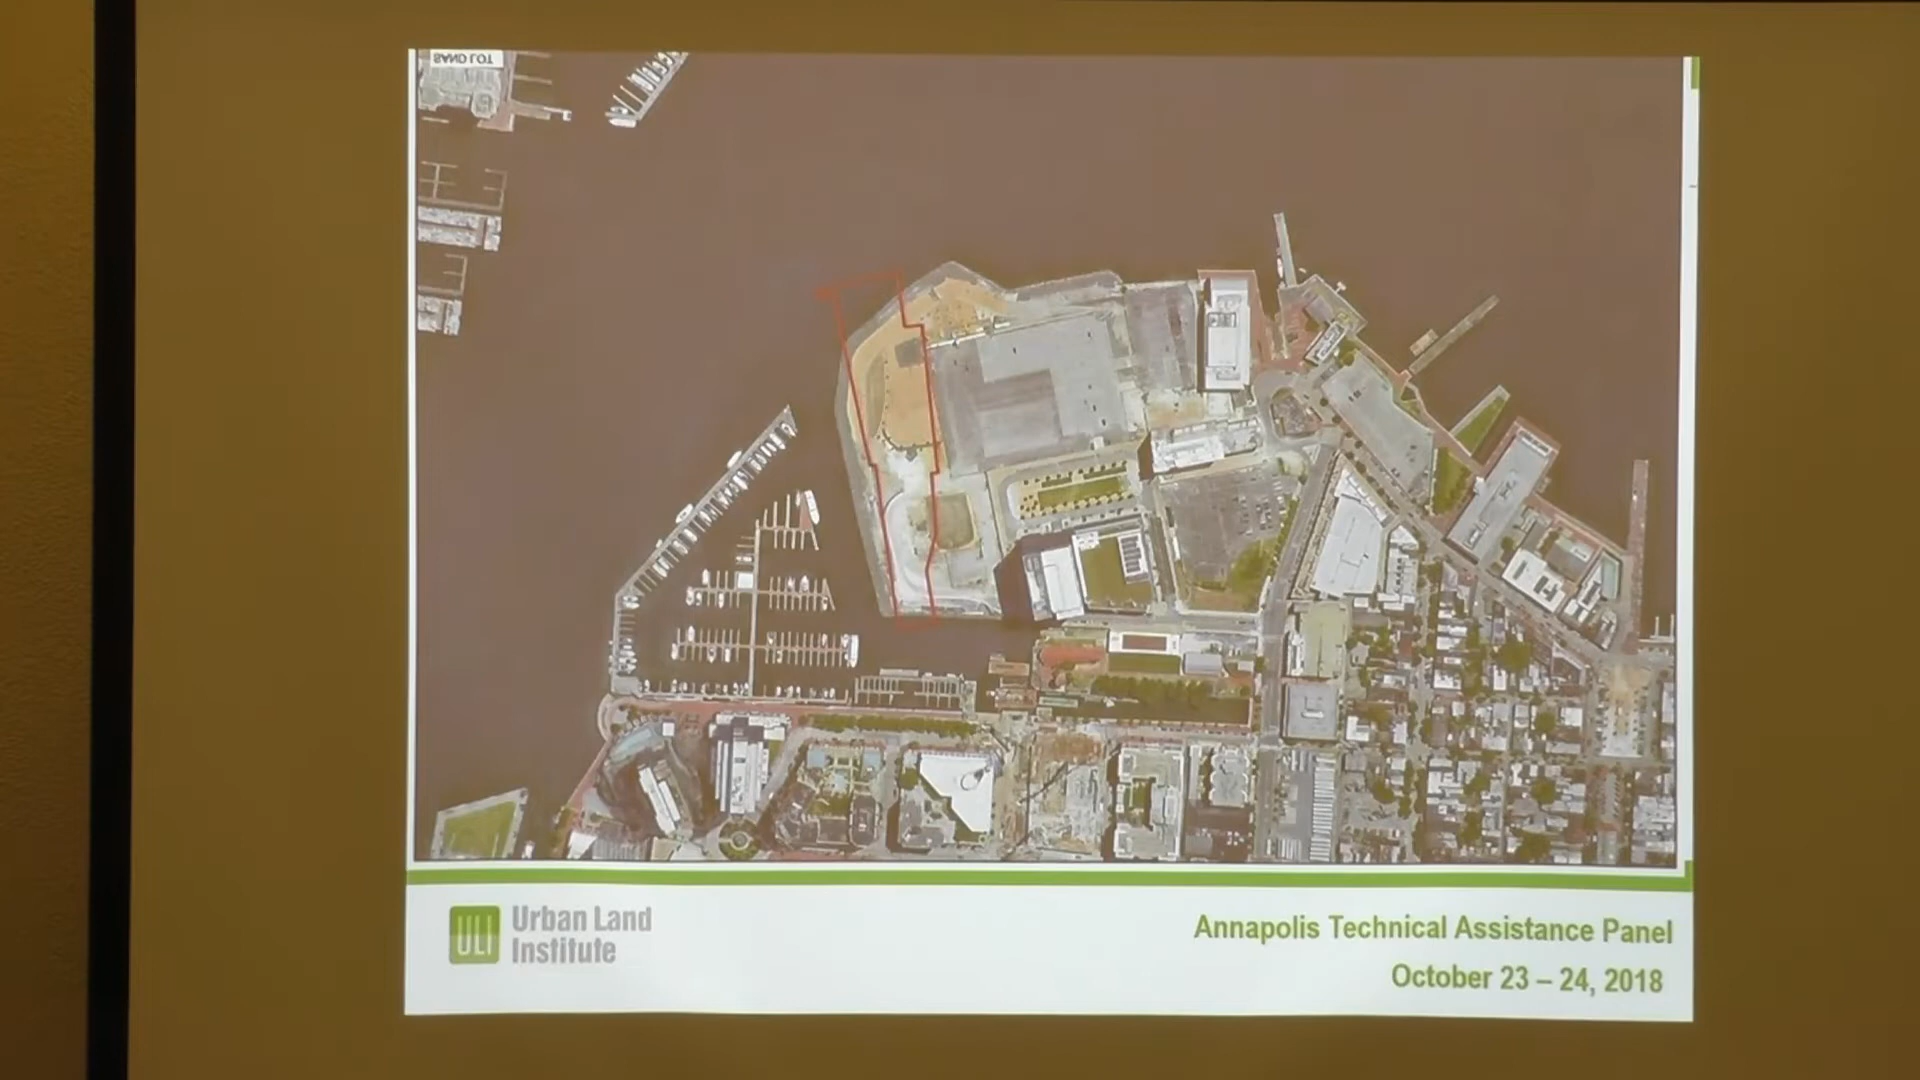 SAND LOT
ULI
Urban Land
Institute
Annapolis Technical Assistance Panel
October 23 – 24, 2018